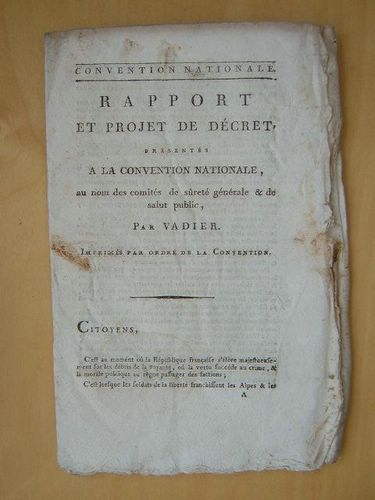 CONVENTION NATIONALE.
RAPPORT
ET PROJET DE DÉCRET,
PRÉSENTÉS
A LA CONVENTION NATIONALE,
au nom des comités de sûreté générale & de
salut public,
PAR VADIER.
IMPRIMÉS PAR ORDRE DE LA CONVENTION.
CITOYENS,
C'est au moment où la République française s'élève majestueuse-
ment sur les débris de la royauté, où la vertu succède au crime, &
la morale publique au règne passager des factions;
C'est lorsque les soldats de la liberté franchissent les Alpes & les
A